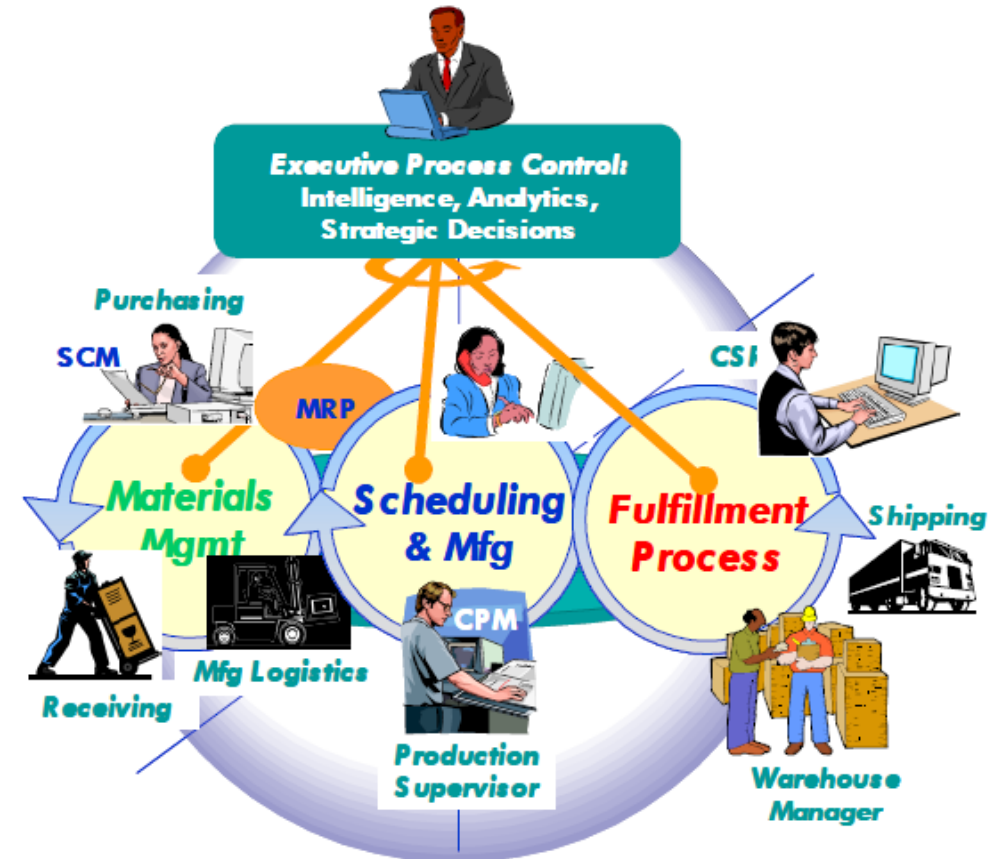 Executive Process Control:
Intelligence, Analytics,
Strategic Decisions
Purchasing
SCM
MRP
Materials
Mgmt
Scheduling
& Mfg
Fulfillment
Process
Shipping
CPM
Mfg Logistics
Receiving
Production
Supervisor
Warehouse
Manager